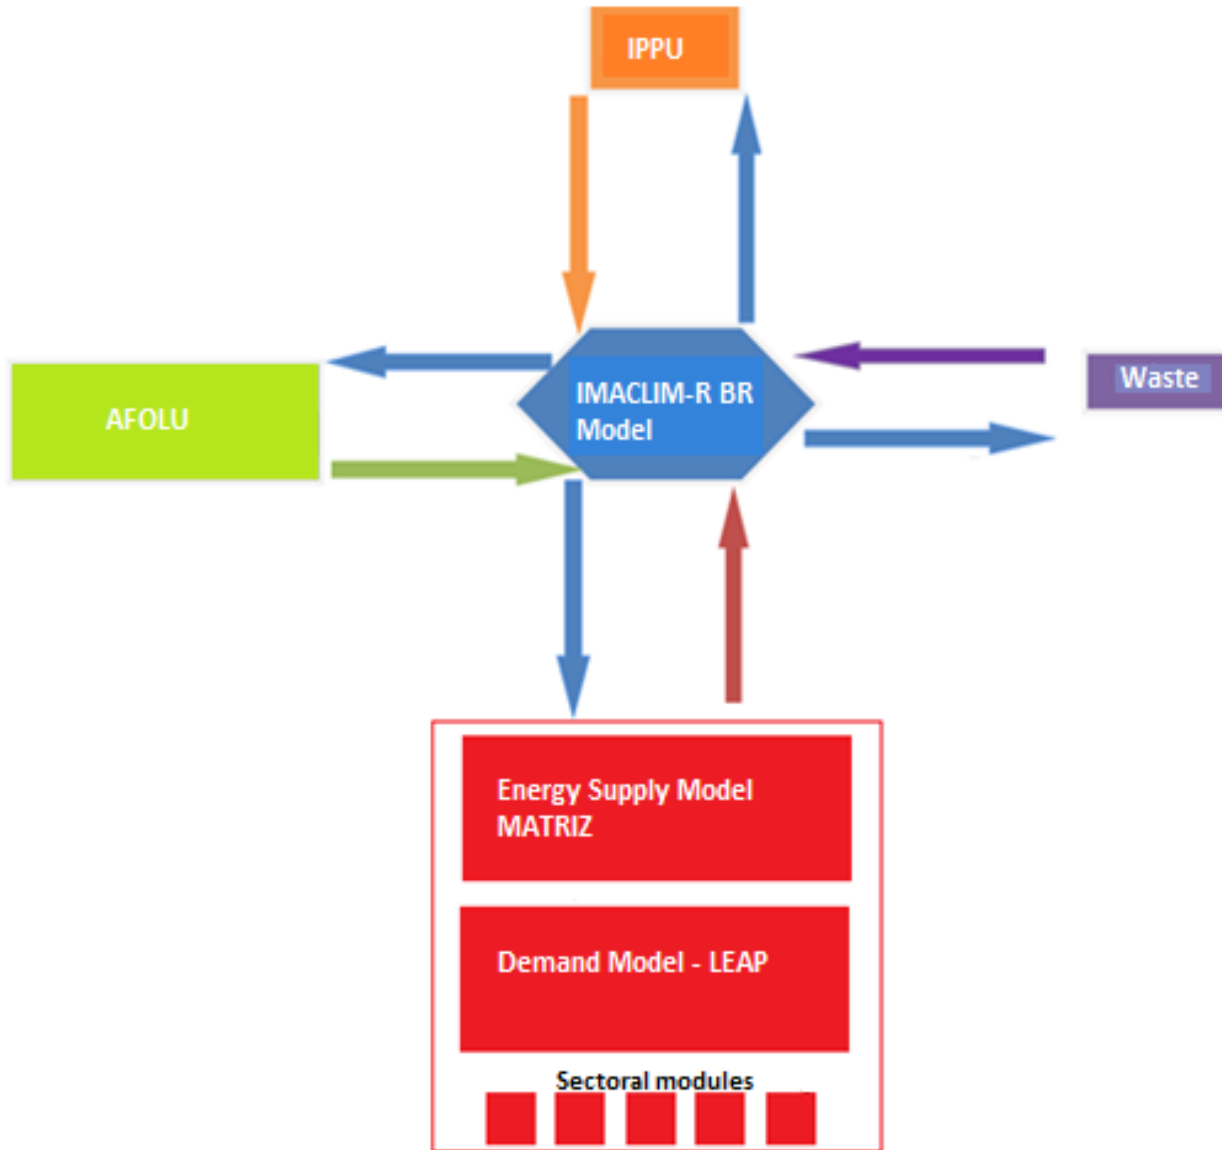 IPPU
AFOLU
IMACLIM-R BR
Model
Waste
Energy Supply Model
MATRIZ
Demand Model - LEAP
Sectoral modules